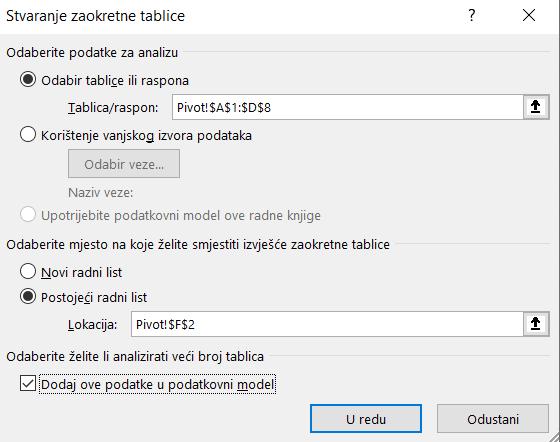 Stvaranje zaokretne tablice ? ×
Odaberite podatke za analizu
Odabir tablice ili raspona
Tablica/raspon: Pivot!$A$1:$D$8
Korištenje vanjskog izvora podataka
Odabir veze...
Naziv veze:
Upotrijebite podatkovni model ove radne knjige
Odaberite mjesto na koje želite smjestiti izvješće zaokretne tablice
Novi radni list
Postojeći radni list
Lokacija: Pivot!$F$2
Odaberite želite li analizirati veći broj tablica
Dodaj ove podatke u podatkovni model
U redu Odustani